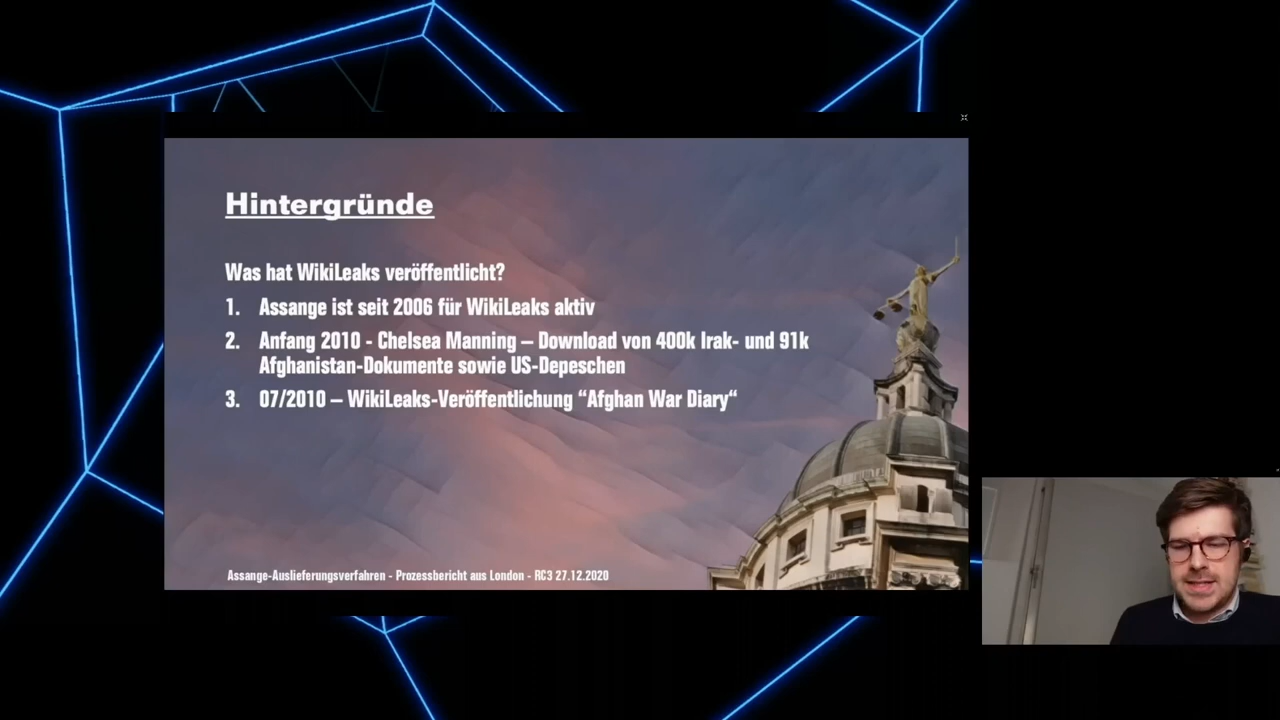 Hintergründe
Was hat WikiLeaks veröffentlicht?
1. Assange ist seit 2006 für WikiLeaks aktiv
2. Anfang 2010 - Chelsea Manning – Download von 400k Irak- und 91k
Afghanistan-Dokumente sowie US-Depeschen
3. 07/2010 – WikiLeaks-Veröffentlichung “Afghan War Diary“
Assange-Auslieferungsverfahren - Prozessbericht aus London - RC3 27.12.2020